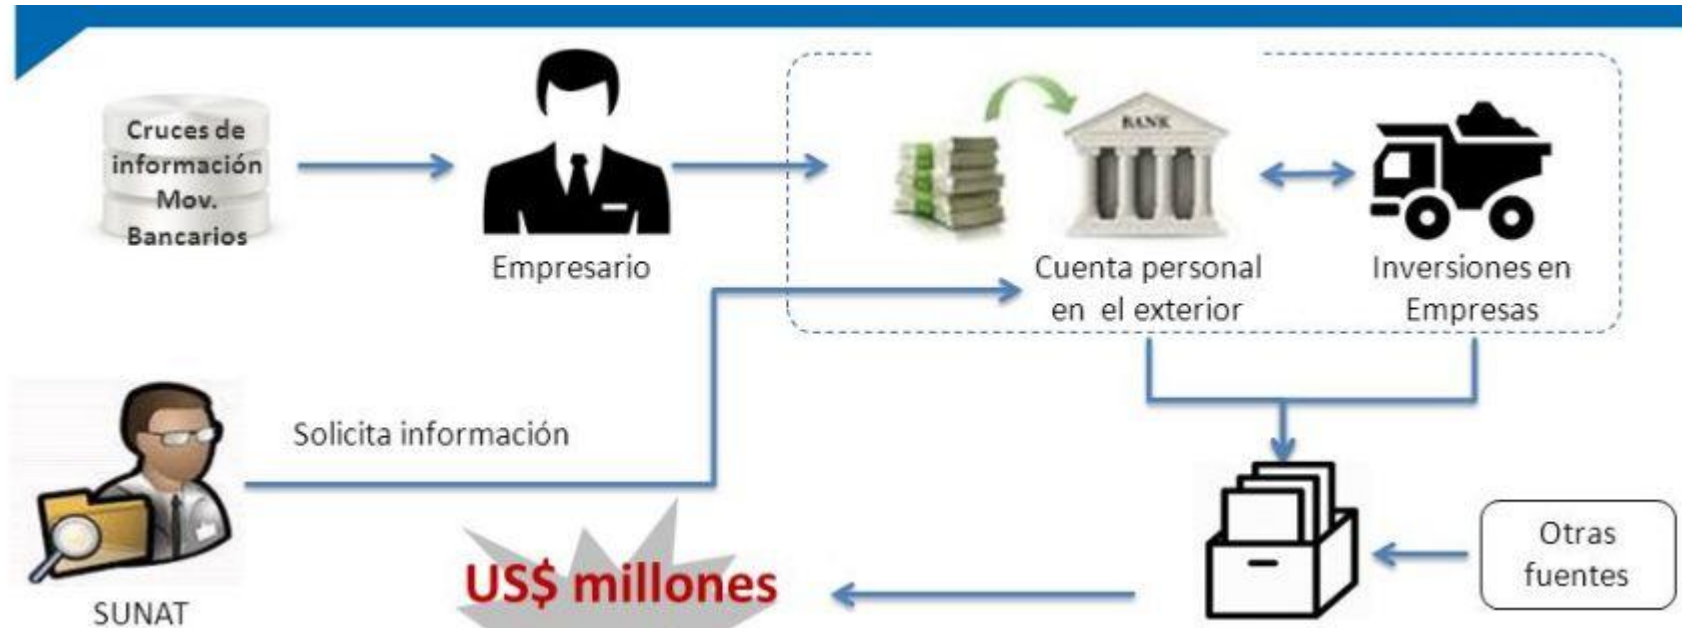 Cruces de
información
Mov.
Bancarios
Empresario
BANK
Cuenta personal
en el exterior
Inversiones en
Empresas
Solicita información
SUNAT
US$ millones
Otras
fuentes